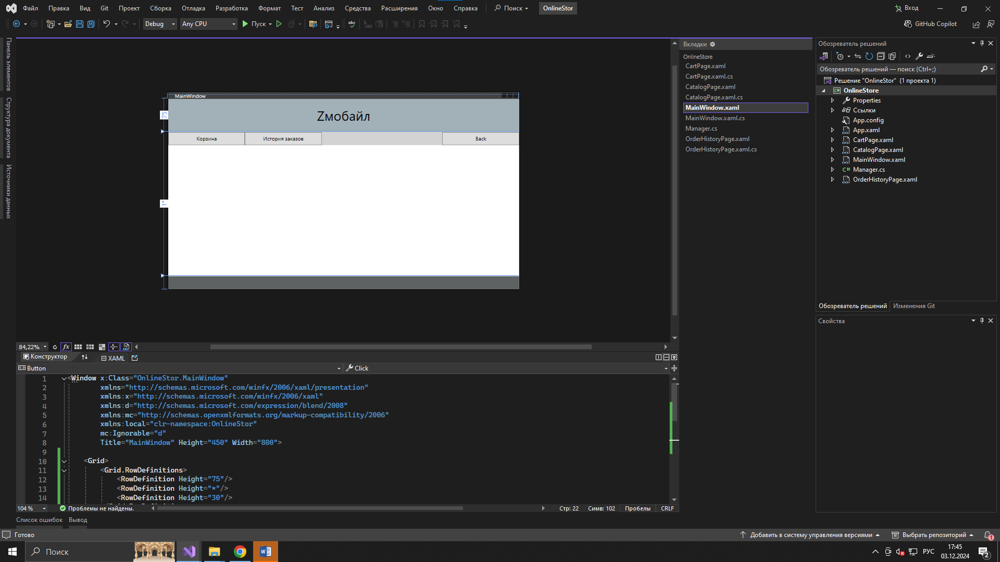 Файл Правка Вид Git Проект Сборка Отладка Разработка Формат Тест Анализ Средства Расширения Окно Справка Поиск OnlineStor Вход
Debug Any CPU Пуск GitHub Copilot
Панель элементов
Структура документа
Источники данных
MainWindow
75
Zмобайл
Корзина История заказов Back
1*
Вкладки
OnlineStore
CartPage.xaml
CartPage.xaml.cs
CatalogPage.xaml
CatalogPage.xaml.cs
MainWindow.xaml
MainWindow.xaml.cs
Manager.cs
OrderHistoryPage.xaml
OrderHistoryPage.xaml.cs
Обозреватель решений
Обозреватель решений — поиск (Ctrl+;)
Решение "OnlineStor" (1 проекта 1)
OnlineStore
Properties
Ссылки
App.config
App.xaml
CartPage.xaml
CatalogPage.xaml
MainWindow.xaml
C# Manager.cs
OrderHistoryPage.xaml
Обозреватель решений Изменения Git
Свойства
84,22%
Конструктор XAML
Button Click
1 <Window x:Class="OnlineStor.MainWindow"
2 xmlns="http://schemas.microsoft.com/winfx/2006/xaml/presentation"
3 xmlns:x="http://schemas.microsoft.com/winfx/2006/xaml"
4 xmlns:d="http://schemas.microsoft.com/expression/blend/2008"
5 xmlns:mc="http://schemas.openxmlformats.org/markup-compatibility/2006"
6 xmlns:local="clr-namespace:OnlineStor"
7 mc:Ignorable="d"
8 Title="MainWindow" Height="450" Width="800">
9
10 <Grid>
11 <Grid.RowDefinitions>
12 <RowDefinition Height="75"/>
13 <RowDefinition Height="*"/>
14 <RowDefinition Height="30"/>
104 % Проблемы не найдены. Стр: 22 Симв: 102 Пробелы CRLF
Список ошибок Вывод
Готово Добавить в систему управления версиями Выбрать репозиторий 1
Поиск РУС 17:45
03.12.2024 2